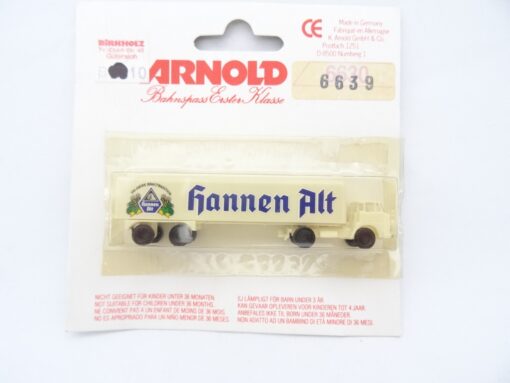 BIRKHOLZ
Gütersloh
10
ARNOLD
Bahnspass Erster Klasse
CE
Made in Germany
Fabriqué en Allemagne
K. Arnold GmbH & Co.
Postfach 1251
D-8500 Nürnberg 1
6639
Hannen Alt
Hannen
Alt
NICHT GEEIGNET FÜR KINDER UNTER 36 MONATEN.
NOT SUITABLE FOR CHILDREN UNDER 36 MONTHS.
NE CONVIENT PAS A UN ENFANT DE MOINS DE 36 MOIS
NO ES APROPRIADO PARA UN NIÑO MENOR DE 36 MESES
EJ LÄMPLIGT FÖR BARN UNDER 3 ÅR.
KAN GEVAAR OPLEVEREN VOOR KINDEREN TOT 4 JAAR.
ANBEFALES IKKE TIL BØRN UNDER 36 MÅNEDER.
NON ADATTO AD UN BAMBINO DI ETÀ MINORE DI 36 MESI.